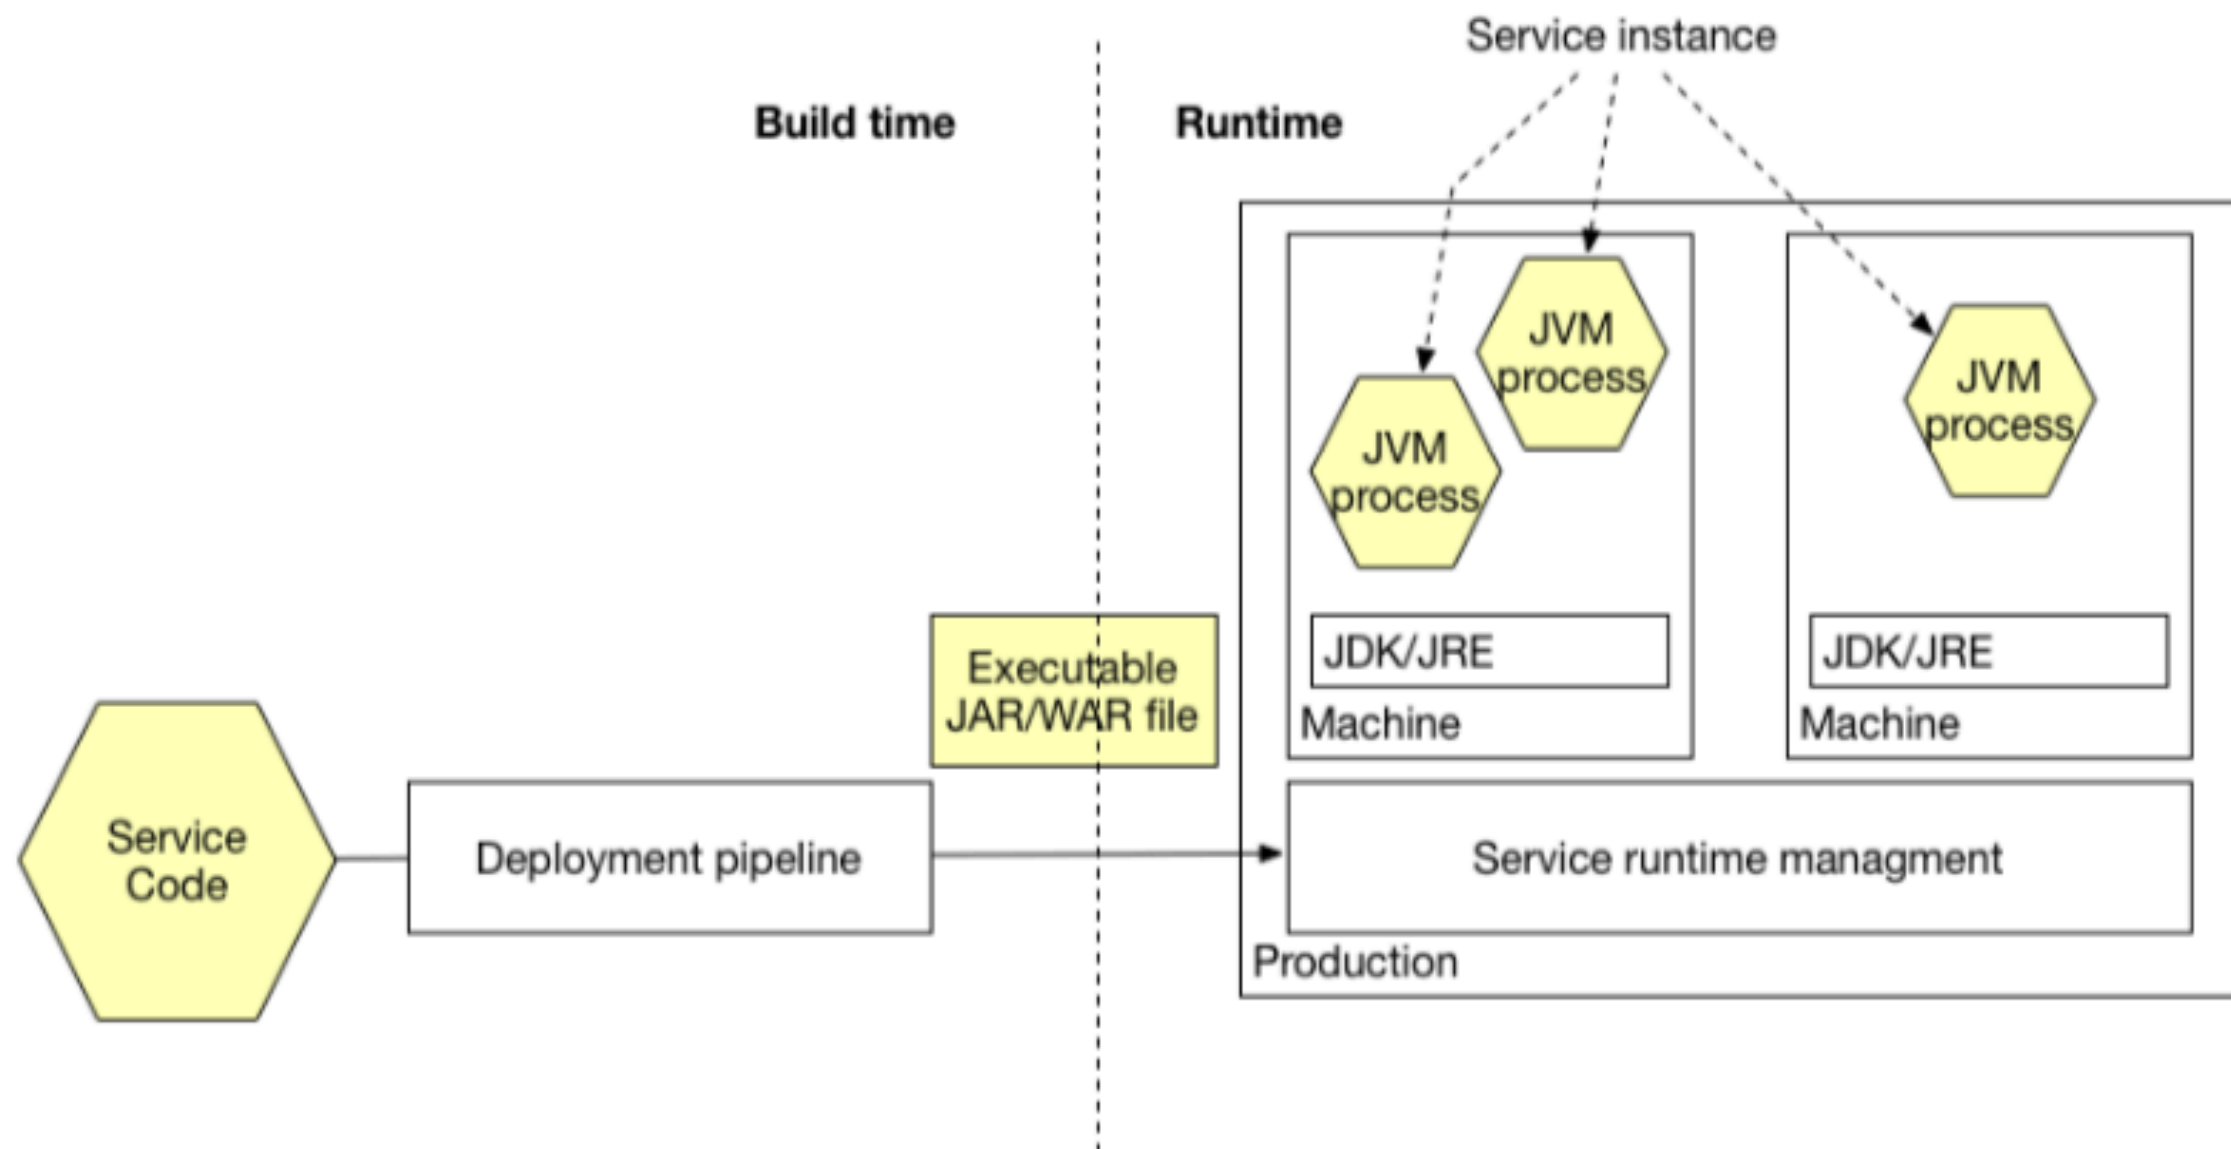 Service instance
Build time
Runtime
JVM
process
JVM
process
JVM
process
Executable
JAR/WAR file
JDK/JRE
JDK/JRE
Machine
Machine
Service
Code
Deployment pipeline
Service runtime managment
Production